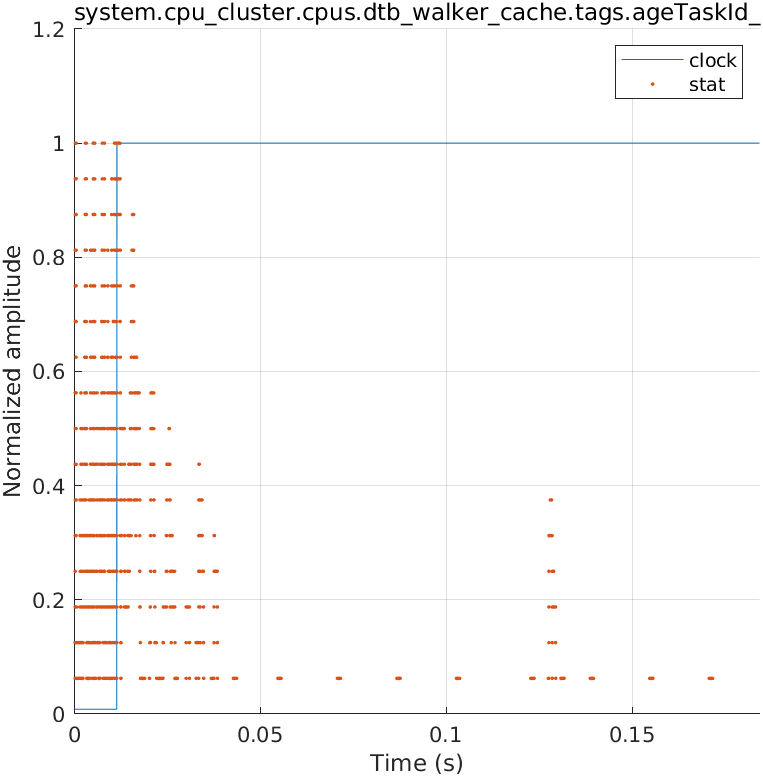 system.cpu_cluster.cpus.dtb_walker_cache.tags.ageTaskId_
1.2
clock
stat
1
0.8
0.6
0.4
0.2
0
Normalized amplitude
0
0.05
0.1
0.15
Time (s)